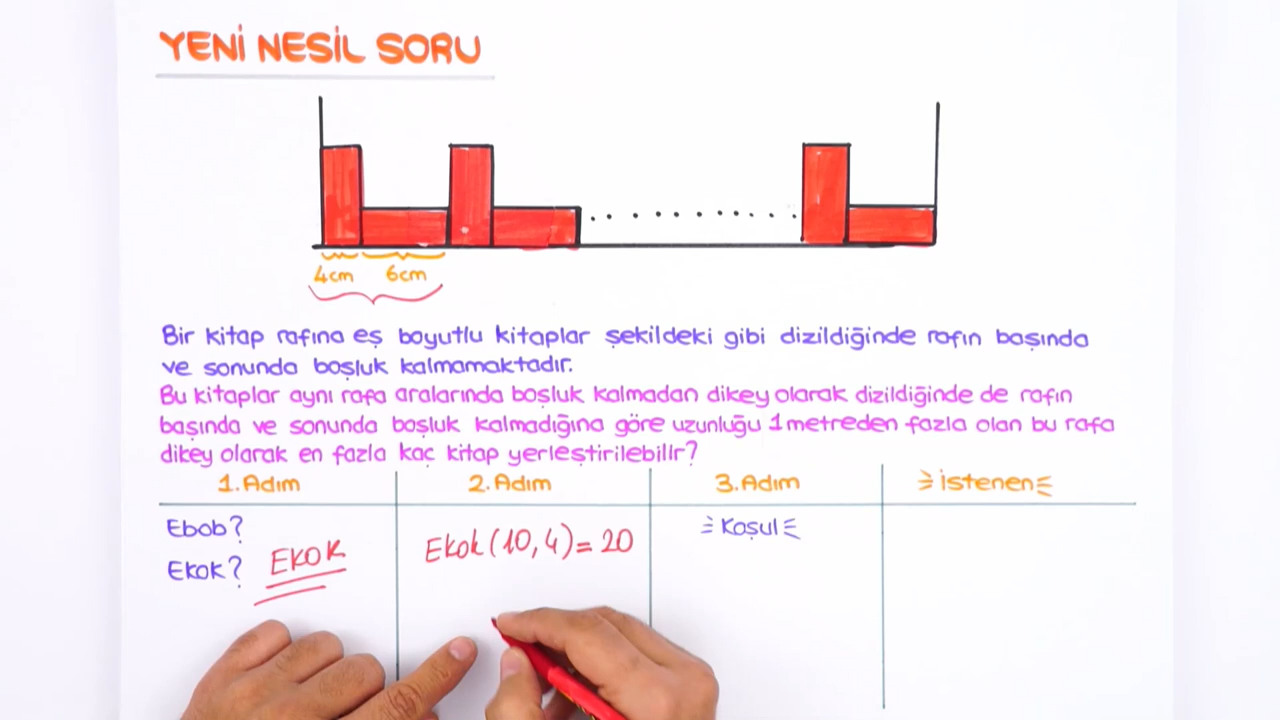 YENİ NESİL SORU
4cm 6cm
Bir kitap rafına eş boyutlu kitaplar şekildeki gibi dizildiğinde rafın başında
ve sonunda boşluk kalmamaktadır.
Bu kitaplar aynı rafa aralarında boşluk kalmadan dikey olarak dizildiğinde de rafın
başında ve sonunda boşluk kalmadığına göre uzunluğu 1 metreden fazla olan bu rafa
dikey olarak en fazla kaç kitap yerleştirilebilir?
1. Adım 2. Adım 3. Adım İstenen
Ebob? Koşul
Ekok? EKOK Ekok(10,4)=20